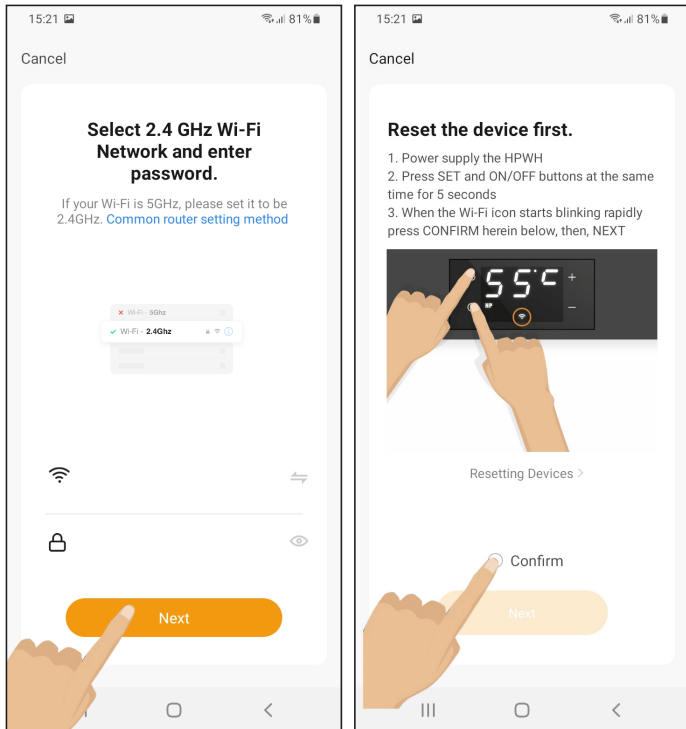 15:21 81%
Cancel
Select 2.4 GHz Wi-Fi
Network and enter
password.
If your Wi-Fi is 5GHz, please set it to be
2.4GHz. Common router setting method
Wi-Fi - 5Ghz
Wi-Fi - 2.4Ghz
Next
15:21 81%
Cancel
Reset the device first.
1. Power supply the HPWH
2. Press SET and ON/OFF buttons at the same
time for 5 seconds
3. When the Wi-Fi icon starts blinking rapidly
press CONFIRM herein below, then, NEXT
55°C
HP
Resetting Devices >
Confirm
Next